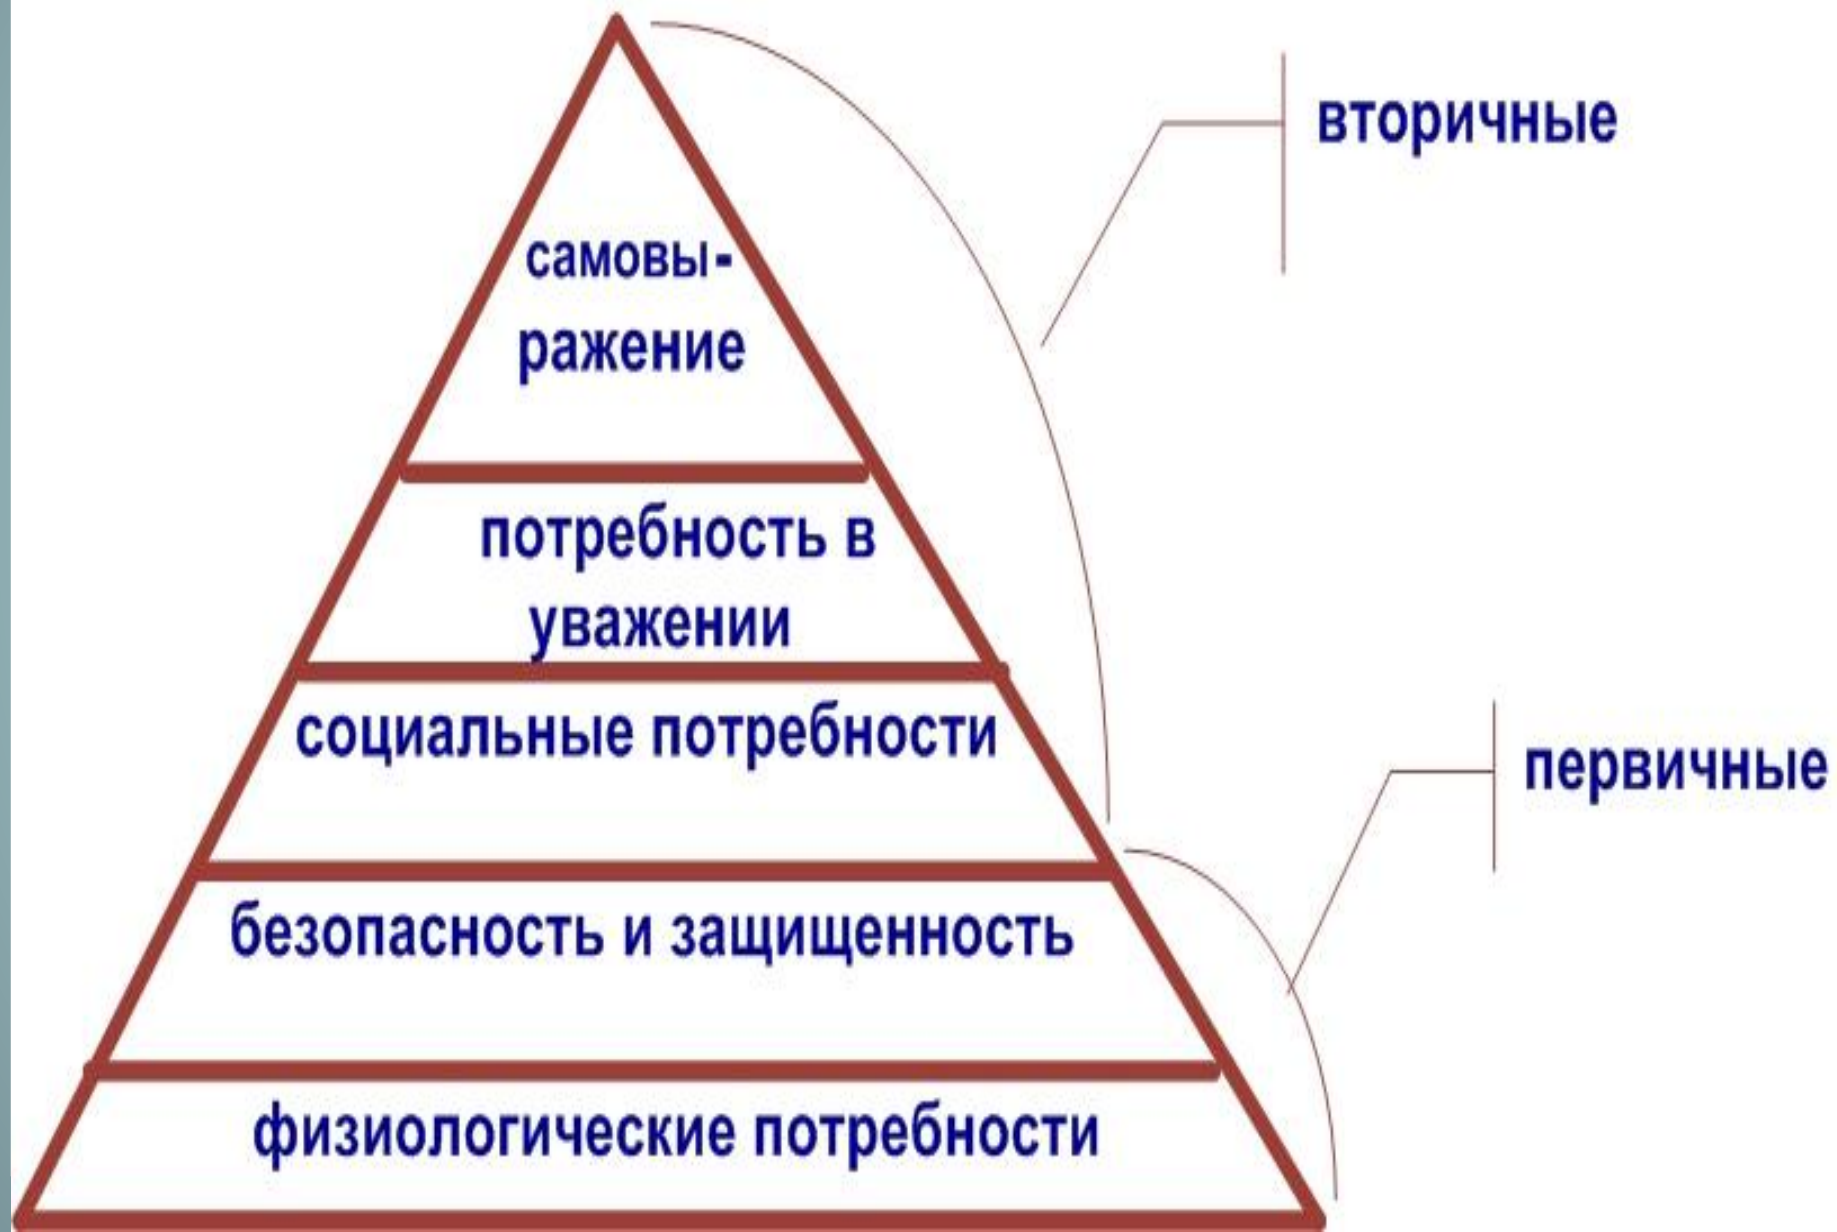 вторичные
самовы-
ражение
потребность в
уважении
социальные потребности
первичные
безопасность и защищенность
физиологические потребности